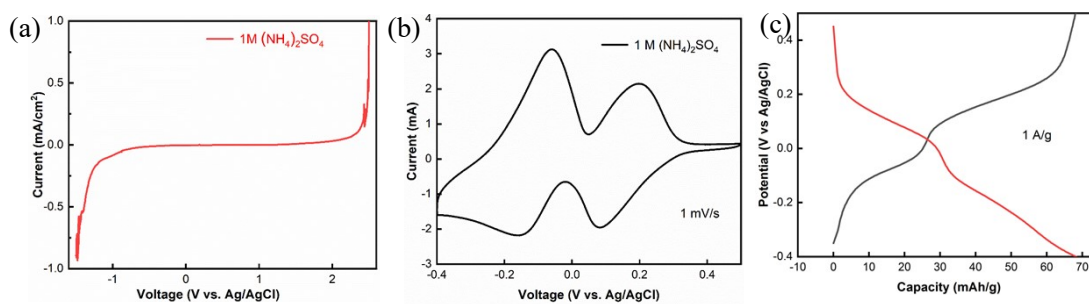 (a)
1M (NH₄)₂SO₄
Current (mA/cm²)
1.0
0.5
0.0
-0.5
-1.0
-1 0 1 2
Voltage (V vs. Ag/AgCl)
(b)
1 M (NH₄)₂SO₄
Current (mA)
4
3
2
1
0
-1
-2
-3
1 mV/s
-0.4 -0.2 0.0 0.2 0.4
Voltage (V vs. Ag/AgCl)
(c)
Potential (V vs Ag/AgCl)
0.4
0.2
0.0
-0.2
-0.4
1 A/g
-10 0 10 20 30 40 50 60 70
Capacity (mAh/g)